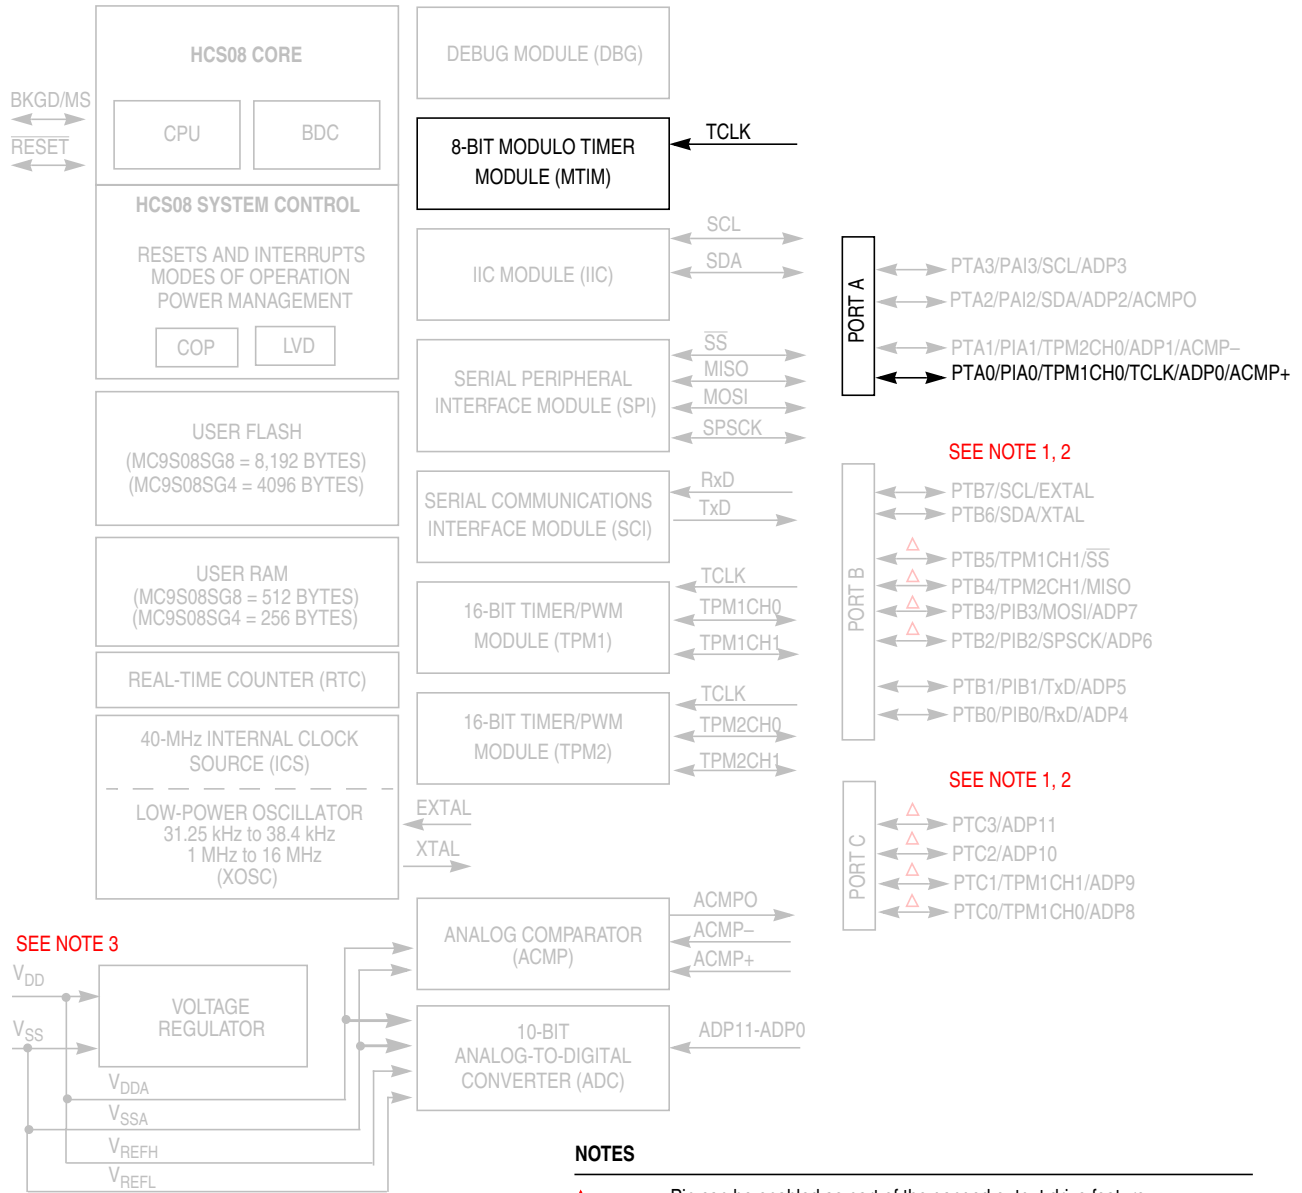 HCS08 CORE
CPU
BDC
BKGD/MS
RESET
HCS08 SYSTEM CONTROL
RESETS AND INTERRUPTS
MODES OF OPERATION
POWER MANAGEMENT
COP
LVD
USER FLASH
(MC9S08SG8 = 8,192 BYTES)
(MC9S08SG4 = 4096 BYTES)
USER RAM
(MC9S08SG8 = 512 BYTES)
(MC9S08SG4 = 256 BYTES)
REAL-TIME COUNTER (RTC)
40-MHz INTERNAL CLOCK
SOURCE (ICS)
LOW-POWER OSCILLATOR
31.25 kHz to 38.4 kHz
1 MHz to 16 MHz
(XOSC)
EXTAL
XTAL
SEE NOTE 3
VDD
VSS
VOLTAGE
REGULATOR
VDDA
VSSA
VREFH
VREFL
DEBUG MODULE (DBG)
8-BIT MODULO TIMER
MODULE (MTIM)
TCLK
IIC MODULE (IIC)
SCL
SDA
SERIAL PERIPHERAL
INTERFACE MODULE (SPI)
SS
MISO
MOSI
SPSCK
SERIAL COMMUNICATIONS
INTERFACE MODULE (SCI)
RxD
TxD
16-BIT TIMER/PWM
MODULE (TPM1)
TCLK
TPM1CH0
TPM1CH1
16-BIT TIMER/PWM
MODULE (TPM2)
TCLK
TPM2CH0
TPM2CH1
ANALOG COMPARATOR
(ACMP)
ACMPO
ACMP–
ACMP+
10-BIT
ANALOG-TO-DIGITAL
CONVERTER (ADC)
ADP11-ADP0
PORT A
PTA3/PAI3/SCL/ADP3
PTA2/PAI2/SDA/ADP2/ACMPO
PTA1/PIA1/TPM2CH0/ADP1/ACMP–
PTA0/PIA0/TPM1CH0/TCLK/ADP0/ACMP+
SEE NOTE 1, 2
PORT B
PTB7/SCL/EXTAL
PTB6/SDA/XTAL
PTB5/TPM1CH1/SS
PTB4/TPM2CH1/MISO
PTB3/PIB3/MOSI/ADP7
PTB2/PIB2/SPSCK/ADP6
PTB1/PIB1/TxD/ADP5
PTB0/PIB0/RxD/ADP4
SEE NOTE 1, 2
PORT C
PTC3/ADP11
PTC2/ADP10
PTC1/TPM1CH1/ADP9
PTC0/TPM1CH0/ADP8
NOTES